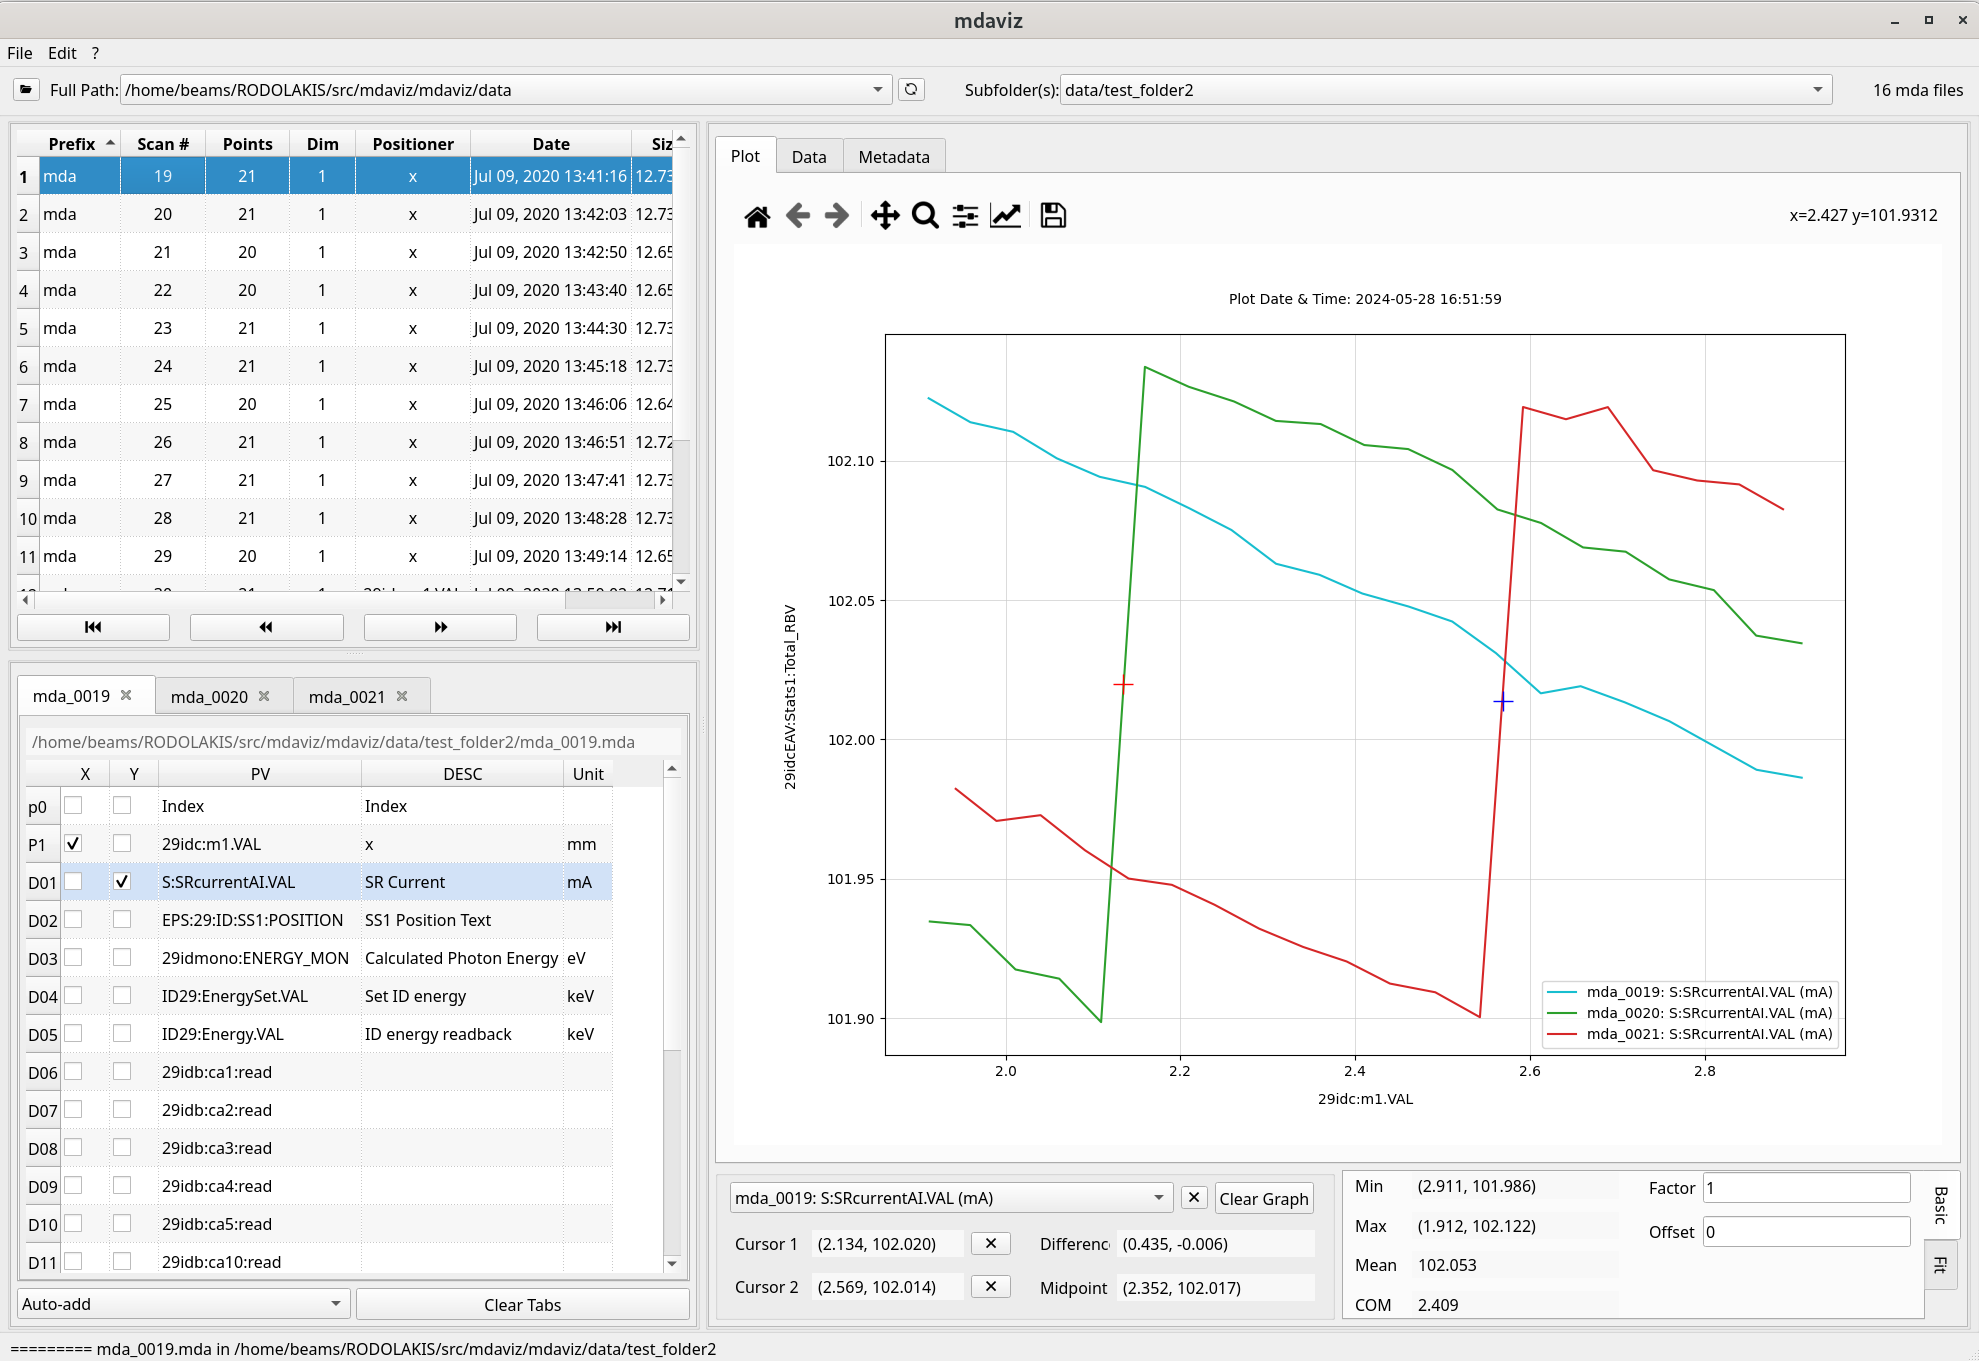 mdaviz
File Edit ?
Full Path: /home/beams/RODOLAKIS/src/mdaviz/mdaviz/data Subfolder(s): data/test_folder2 16 mda files
Prefix Scan # Points Dim Positioner Date Siz
1 mda 19 21 1 x Jul 09, 2020 13:41:16 12.73
2 mda 20 21 1 x Jul 09, 2020 13:42:03 12.73
3 mda 21 20 1 x Jul 09, 2020 13:42:50 12.65
4 mda 22 20 1 x Jul 09, 2020 13:43:40 12.65
5 mda 23 21 1 x Jul 09, 2020 13:44:30 12.73
6 mda 24 21 1 x Jul 09, 2020 13:45:18 12.73
7 mda 25 20 1 x Jul 09, 2020 13:46:06 12.64
8 mda 26 21 1 x Jul 09, 2020 13:46:51 12.72
9 mda 27 21 1 x Jul 09, 2020 13:47:41 12.73
10 mda 28 21 1 x Jul 09, 2020 13:48:28 12.73
11 mda 29 20 1 x Jul 09, 2020 13:49:14 12.65
mda_0019 mda_0020 mda_0021
/home/beams/RODOLAKIS/src/mdaviz/mdaviz/data/test_folder2/mda_0019.mda
X Y PV DESC Unit
p0 Index Index
P1 29idc:m1.VAL x mm
D01 S:SRcurrentAI.VAL SR Current mA
D02 EPS:29:ID:SS1:POSITION SS1 Position Text
D03 29idmono:ENERGY_MON Calculated Photon Energy eV
D04 ID29:EnergySet.VAL Set ID energy keV
D05 ID29:Energy.VAL ID energy readback keV
D06 29idb:ca1:read
D07 29idb:ca2:read
D08 29idb:ca3:read
D09 29idb:ca4:read
D10 29idb:ca5:read
D11 29idb:ca10:read
Auto-add Clear Tabs
Plot Data Metadata
x=2.427 y=101.9312
Plot Date & Time: 2024-05-28 16:51:59
29idcEAV:Stats1:Total_RBV
102.10
102.05
102.00
101.95
101.90
mda_0019: S:SRcurrentAI.VAL (mA)
mda_0020: S:SRcurrentAI.VAL (mA)
mda_0021: S:SRcurrentAI.VAL (mA)
2.0 2.2 2.4 2.6 2.8
29idc:m1.VAL
mda_0019: S:SRcurrentAI.VAL (mA) Clear Graph
Cursor 1 (2.134, 102.020) Differenc (0.435, -0.006)
Cursor 2 (2.569, 102.014) Midpoint (2.352, 102.017)
Min (2.911, 101.986) Factor 1
Max (1.912, 102.122) Offset 0
Mean 102.053
COM 2.409
Basic
Fit
========= mda_0019.mda in /home/beams/RODOLAKIS/src/mdaviz/mdaviz/data/test_folder2